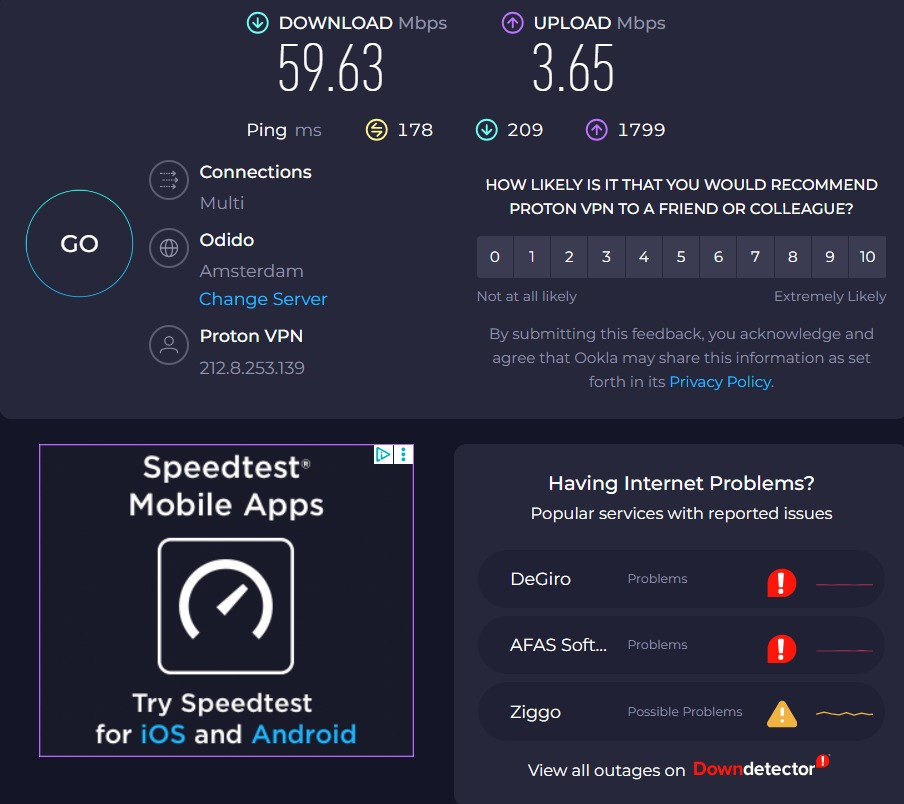 DOWNLOAD Mbps
UPLOAD Mbps
59.63
3.65
Ping ms
178
209
1799
GO
Connections
Multi
Odido
Amsterdam
Change Server
Proton VPN
212.8.253.139
HOW LIKELY IS IT THAT YOU WOULD RECOMMEND
PROTON VPN TO A FRIEND OR COLLEAGUE?
0 1 2 3 4 5 6 7 8 9 10
Not at all likely
Extremely Likely
By submitting this feedback, you acknowledge and
agree that Ookla may share this information as set
forth in its Privacy Policy.
Speedtest®
Mobile Apps
Try Speedtest
for iOS and Android
Having Internet Problems?
Popular services with reported issues
DeGiro Problems
AFAS Soft... Problems
Ziggo Possible Problems
View all outages on Downdetector